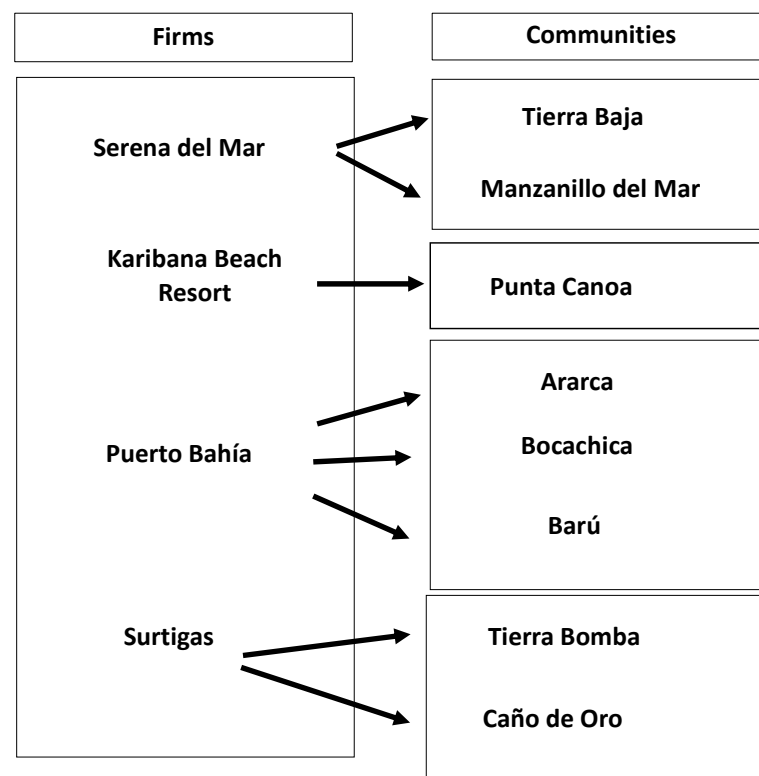 Firms
Communities
Serena del Mar
Tierra Baja
Manzanillo del Mar
Karibana Beach
Resort
Punta Canoa
Puerto Bahía
Ararca
Bocachica
Barú
Surtigas
Tierra Bomba
Caño de Oro